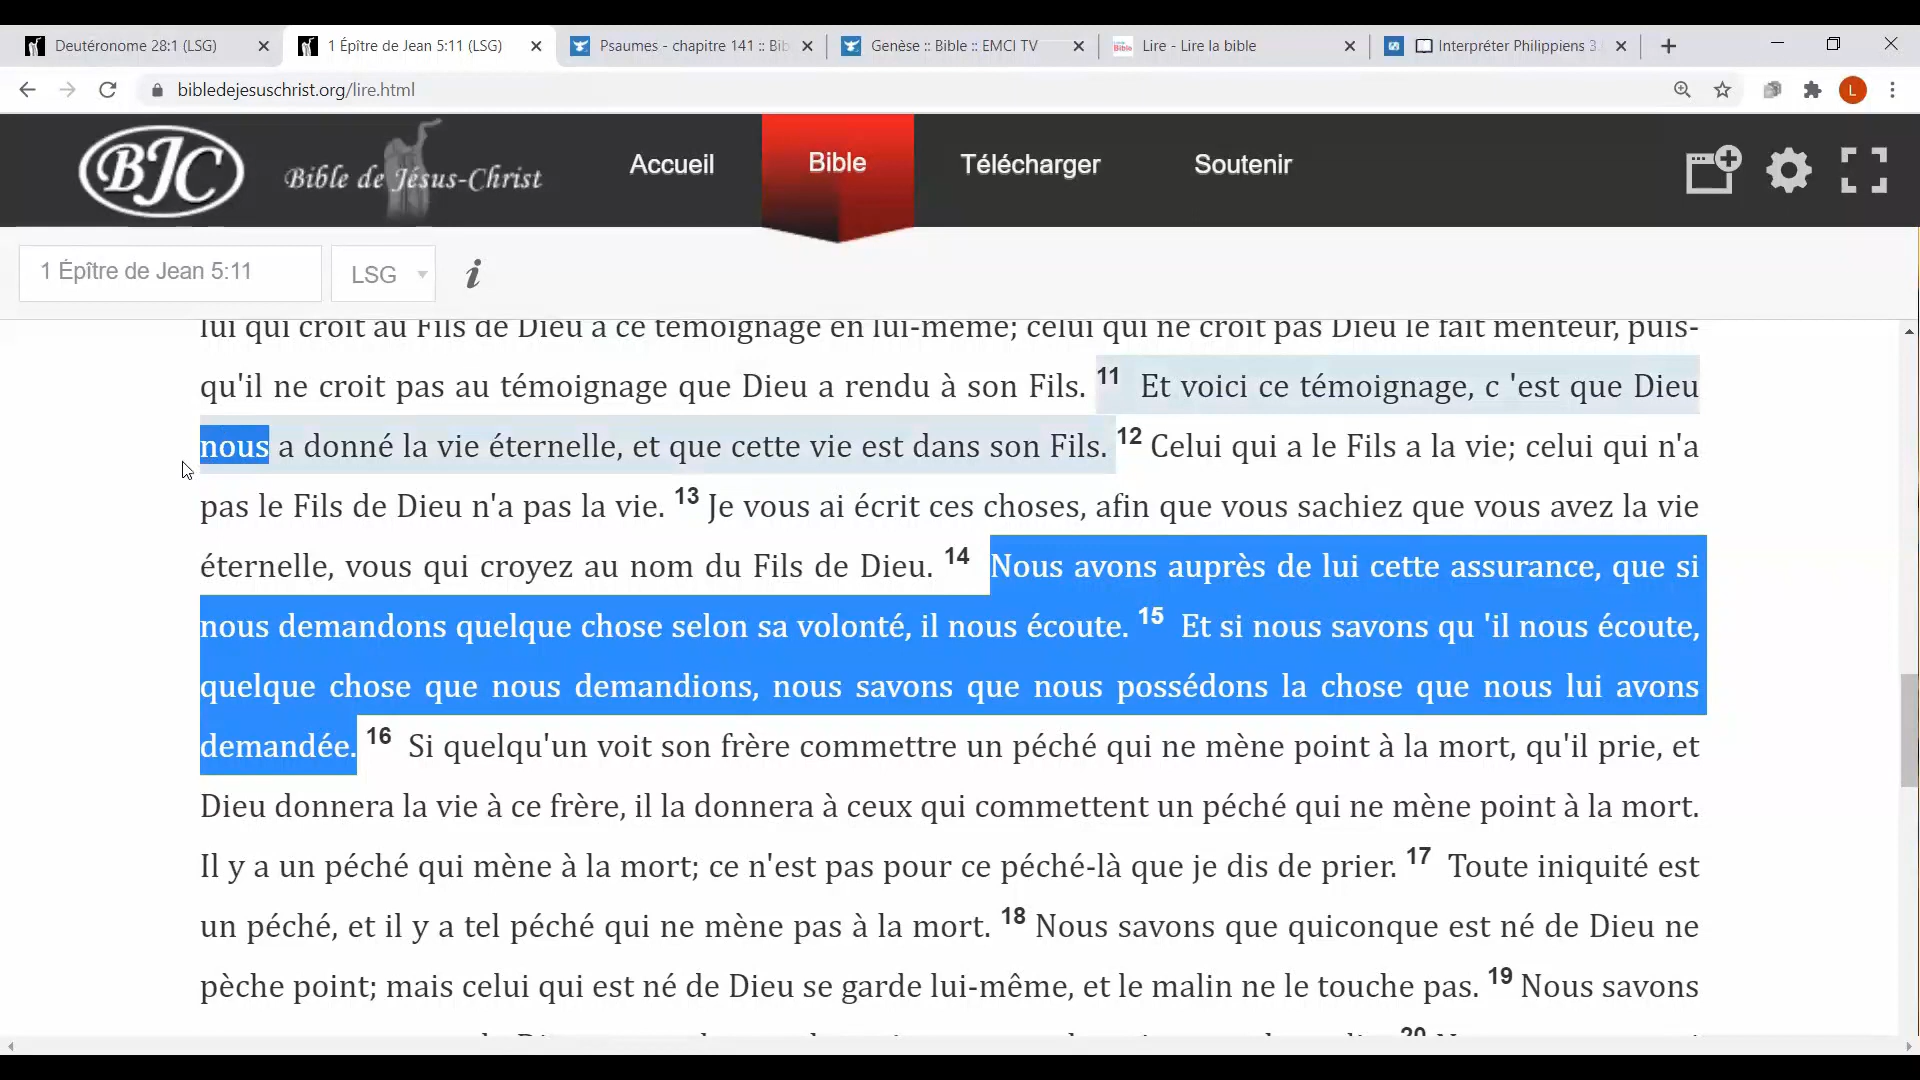 Deutéronome 28:1 (LSG)
1 Épître de Jean 5:11 (LSG)
Psaumes - chapitre 141 :: Bib
Genèse :: Bible :: EMCI TV
Lire - Lire la bible
Interpréter Philippiens 3
bibledejesuschrist.org/lire.html
L
BJC
Bible de Jésus-Christ
Accueil
Bible
Télécharger
Soutenir
1 Épître de Jean 5:11
LSG
i
lui qui croit au Fils de Dieu a ce témoignage en lui-même; celui qui ne croit pas Dieu le fait menteur, puis-
qu'il ne croit pas au témoignage que Dieu a rendu à son Fils. 11 Et voici ce témoignage, c 'est que Dieu
nous a donné la vie éternelle, et que cette vie est dans son Fils. 12 Celui qui a le Fils a la vie; celui qui n'a
pas le Fils de Dieu n'a pas la vie. 13 Je vous ai écrit ces choses, afin que vous sachiez que vous avez la vie
éternelle, vous qui croyez au nom du Fils de Dieu. 14 Nous avons auprès de lui cette assurance, que si
nous demandons quelque chose selon sa volonté, il nous écoute. 15 Et si nous savons qu 'il nous écoute,
quelque chose que nous demandions, nous savons que nous possédons la chose que nous lui avons
demandée. 16 Si quelqu'un voit son frère commettre un péché qui ne mène point à la mort, qu'il prie, et
Dieu donnera la vie à ce frère, il la donnera à ceux qui commettent un péché qui ne mène point à la mort.
Il y a un péché qui mène à la mort; ce n'est pas pour ce péché-là que je dis de prier. 17 Toute iniquité est
un péché, et il y a tel péché qui ne mène pas à la mort. 18 Nous savons que quiconque est né de Dieu ne
pèche point; mais celui qui est né de Dieu se garde lui-même, et le malin ne le touche pas. 19 Nous savons
20